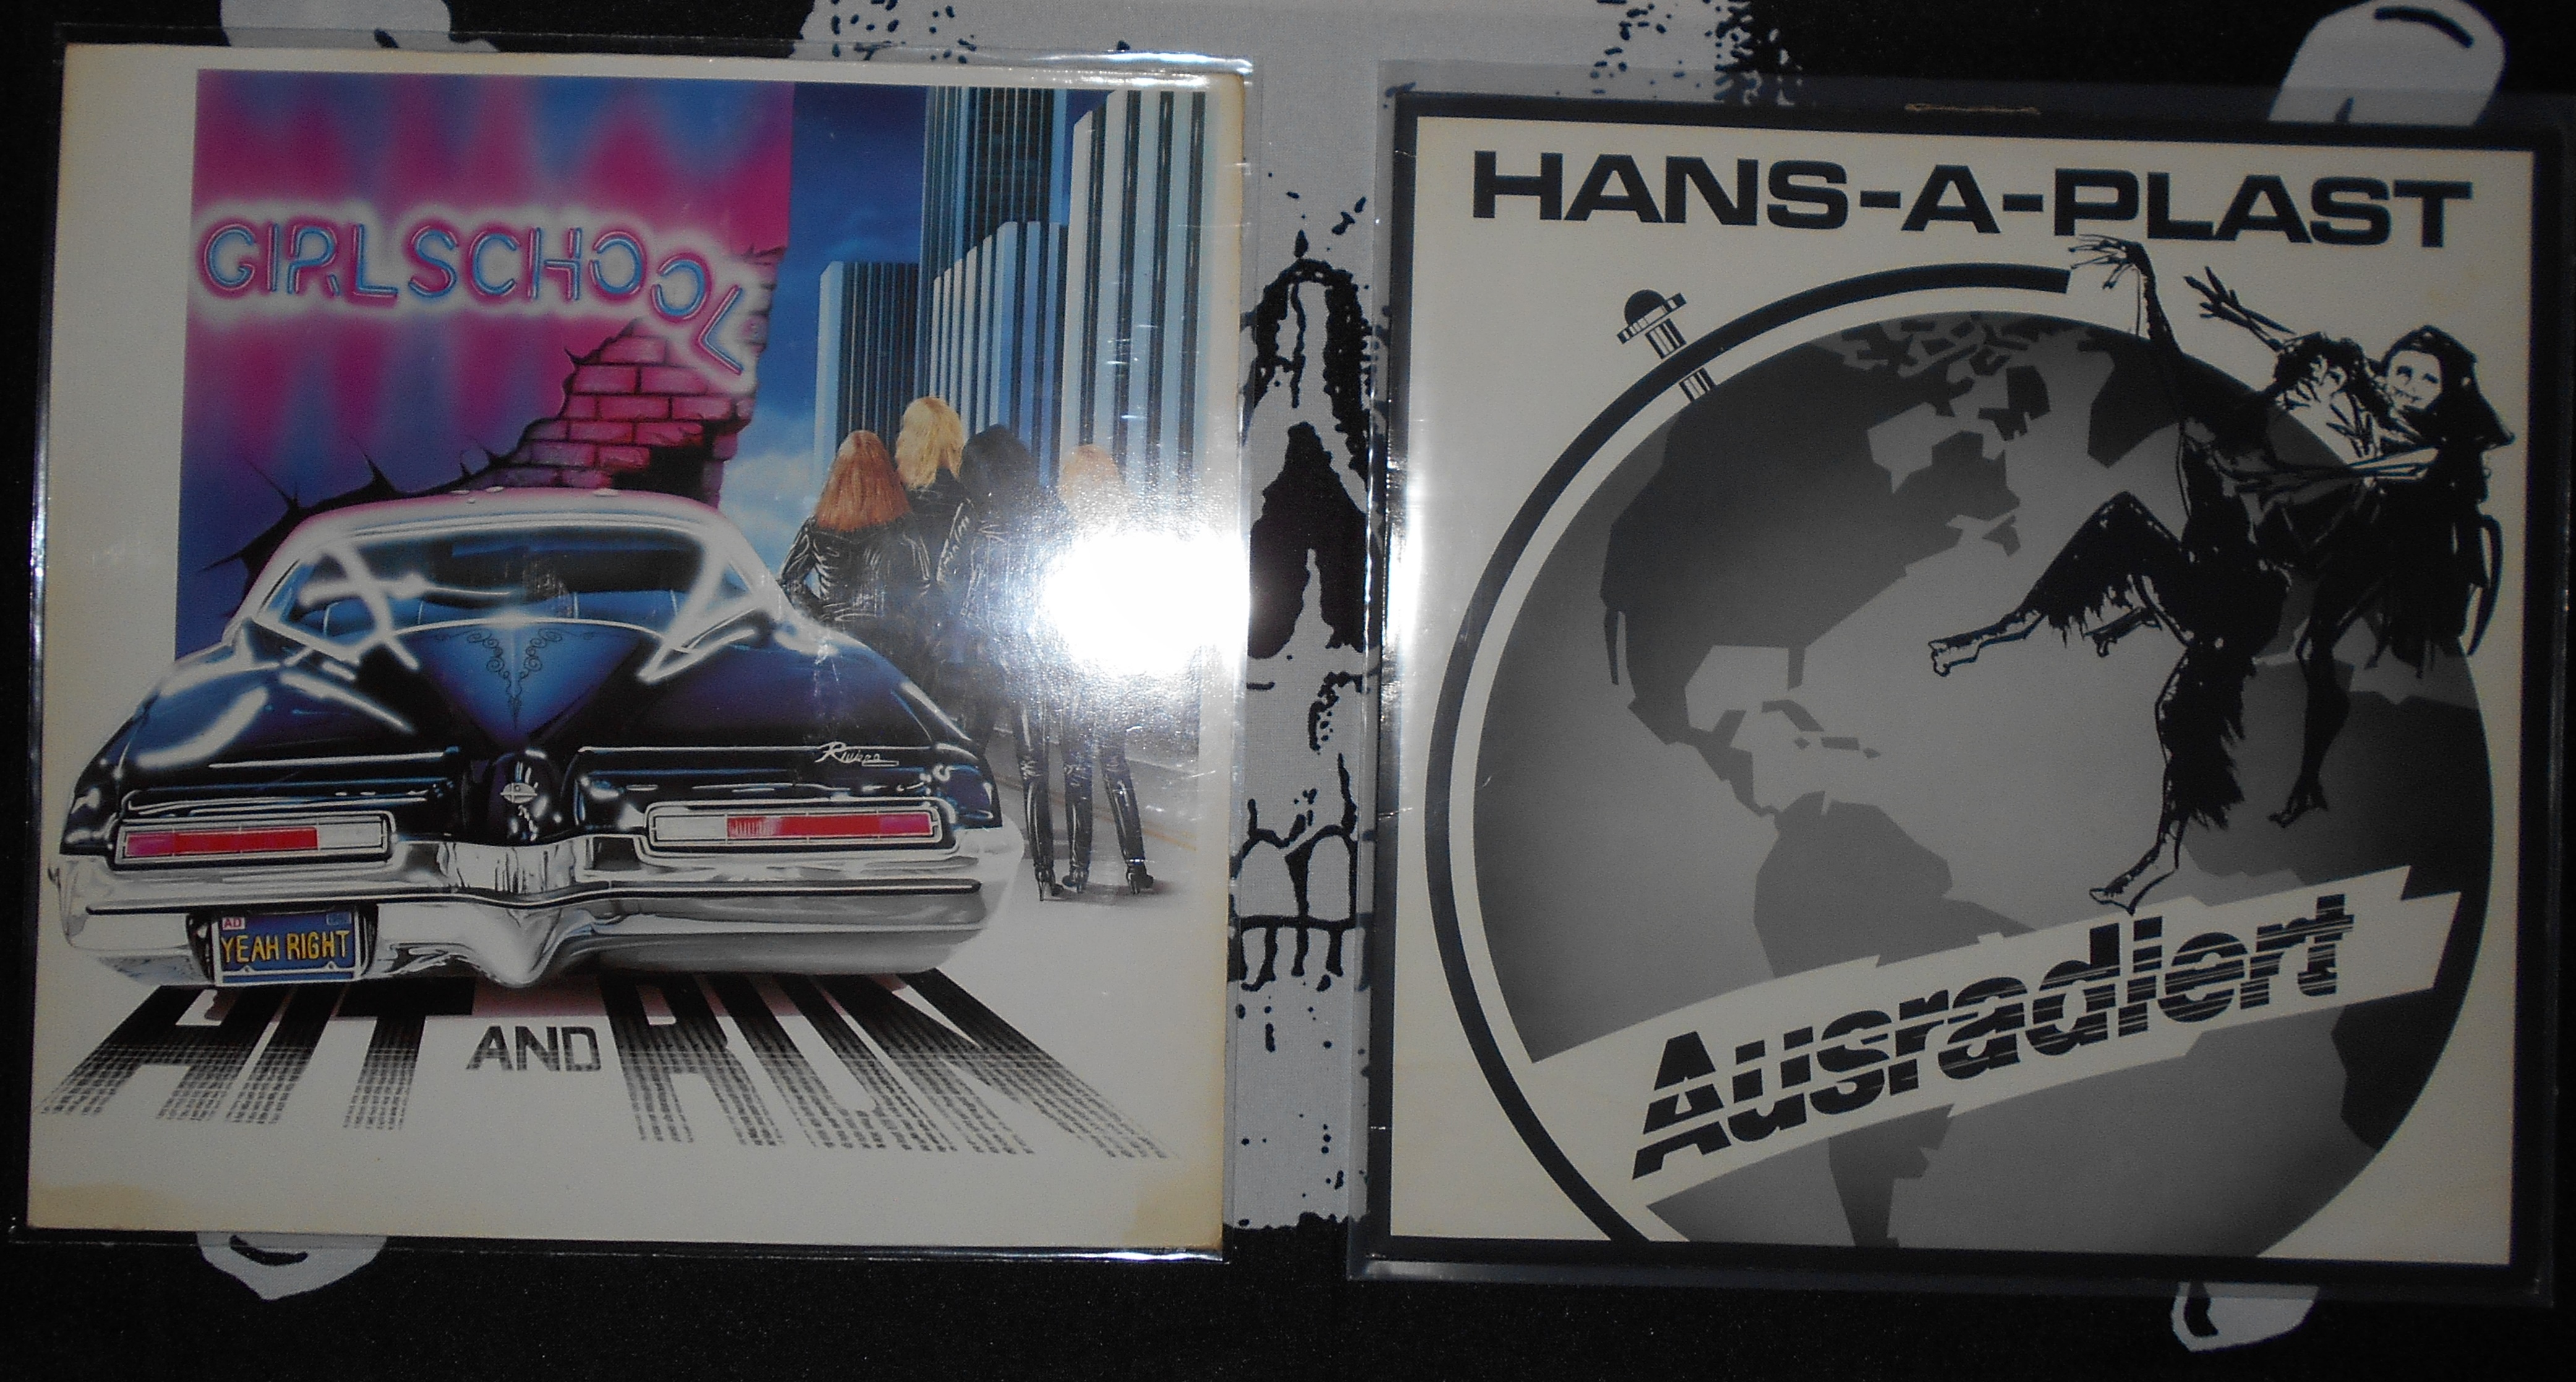 GIRLSCHOOL
Riviera
AD
YEAH RIGHT
HIT AND RUN
HANS-A-PLAST
Ausradiert